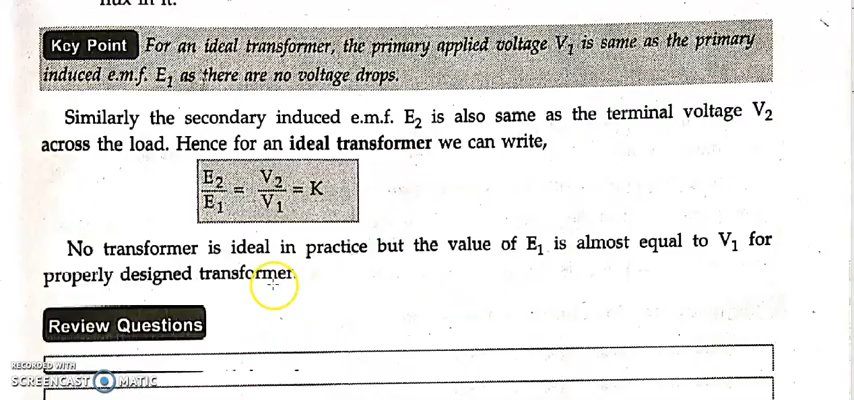 Key Point For an ideal transformer, the primary applied voltage V₁ is same as the primary
induced e.m.f. E₁ as there are no voltage drops.
Similarly the secondary induced e.m.f. E₂ is also same as the terminal voltage V₂
across the load. Hence for an ideal transformer we can write,
E₂/E₁ = V₂/V₁ = K
No transformer is ideal in practice but the value of E₁ is almost equal to V₁ for
properly designed transformer.
Review Questions
RECORDED WITH
SCREENCAST O MATIC